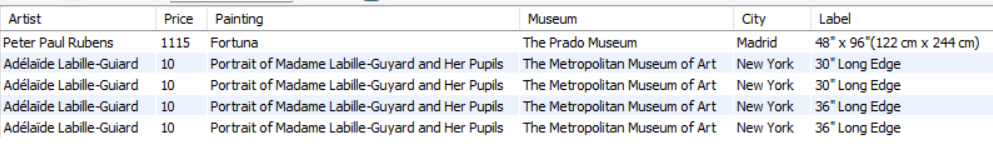 Artist Price Painting Museum City Label
Peter Paul Rubens 1115 Fortuna The Prado Museum Madrid 48" x 96"(122 cm x 244 cm)
Adélaïde Labille-Guiard 10 Portrait of Madame Labille-Guyard and Her Pupils The Metropolitan Museum of Art New York 30" Long Edge
Adélaïde Labille-Guiard 10 Portrait of Madame Labille-Guyard and Her Pupils The Metropolitan Museum of Art New York 30" Long Edge
Adélaïde Labille-Guiard 10 Portrait of Madame Labille-Guyard and Her Pupils The Metropolitan Museum of Art New York 36" Long Edge
Adélaïde Labille-Guiard 10 Portrait of Madame Labille-Guyard and Her Pupils The Metropolitan Museum of Art New York 36" Long Edge